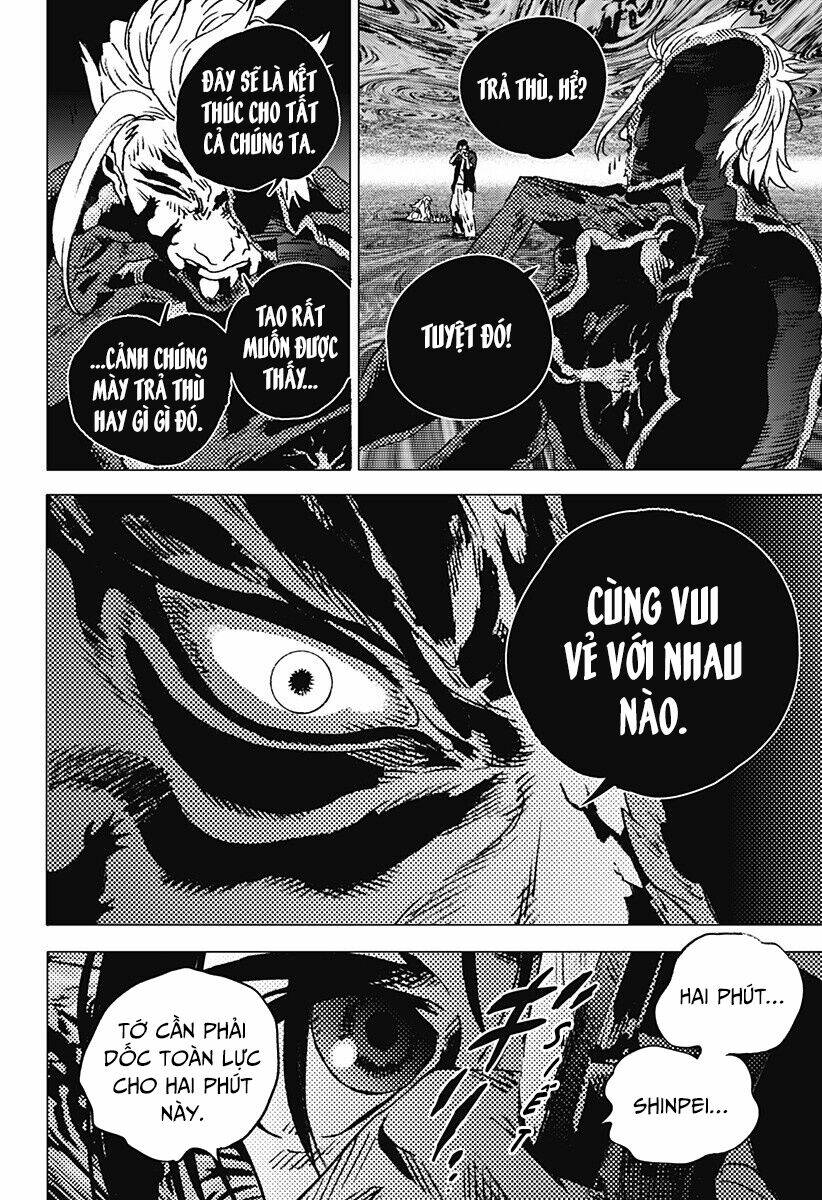 TRẢ THÙ, HỂ?
TUYỆT ĐÓ!
ĐÂY SẼ LÀ KẾT
THÚC CHO TẤT
CẢ CHÚNG TA.
TAO RẤT
MUỐN ĐƯỢC
THẤY...
...CẢNH CHÚNG
MÀY TRẢ THÙ
HAY GÌ GÌ ĐÓ.
CÙNG VUI
VẺ VỚI NHAU
NÀO.
HAI PHÚT...
SHINPEI...
SIẾT
TỚ CẦN PHẢI
DỐC TOÀN LỰC
CHO HAI PHÚT
NÀY.